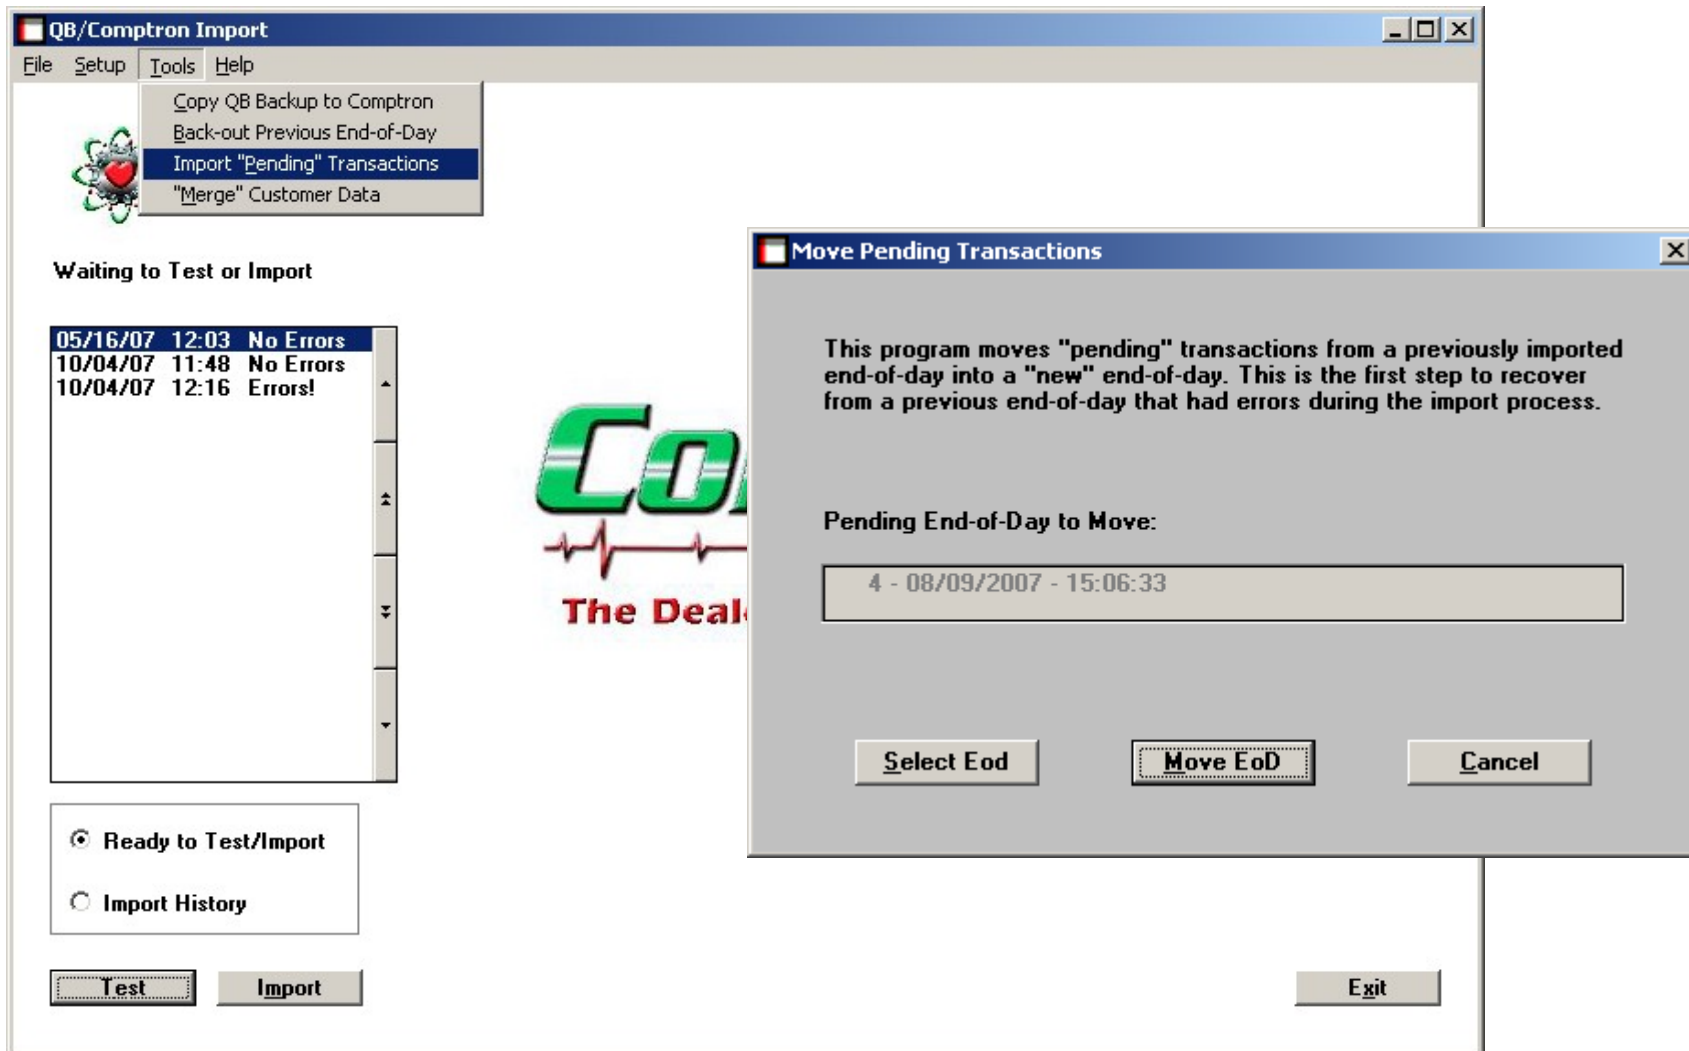 QB/Comptron Import
File Setup Tools Help
Copy QB Backup to Comptron
Back-out Previous End-of-Day
Import "Pending" Transactions
"Merge" Customer Data
Waiting to Test or Import
05/16/07 12:03 No Errors
10/04/07 11:48 No Errors
10/04/07 12:16 Errors!
Ready to Test/Import
Import History
Test Import
The
Exit
Move Pending Transactions
This program moves "pending" transactions from a previously imported
end-of-day into a "new" end-of-day. This is the first step to recover
from a previous end-of-day that had errors during the import process.
Pending End-of-Day to Move:
4 - 08/09/2007 - 15:06:33
Select Eod Move EoD Cancel